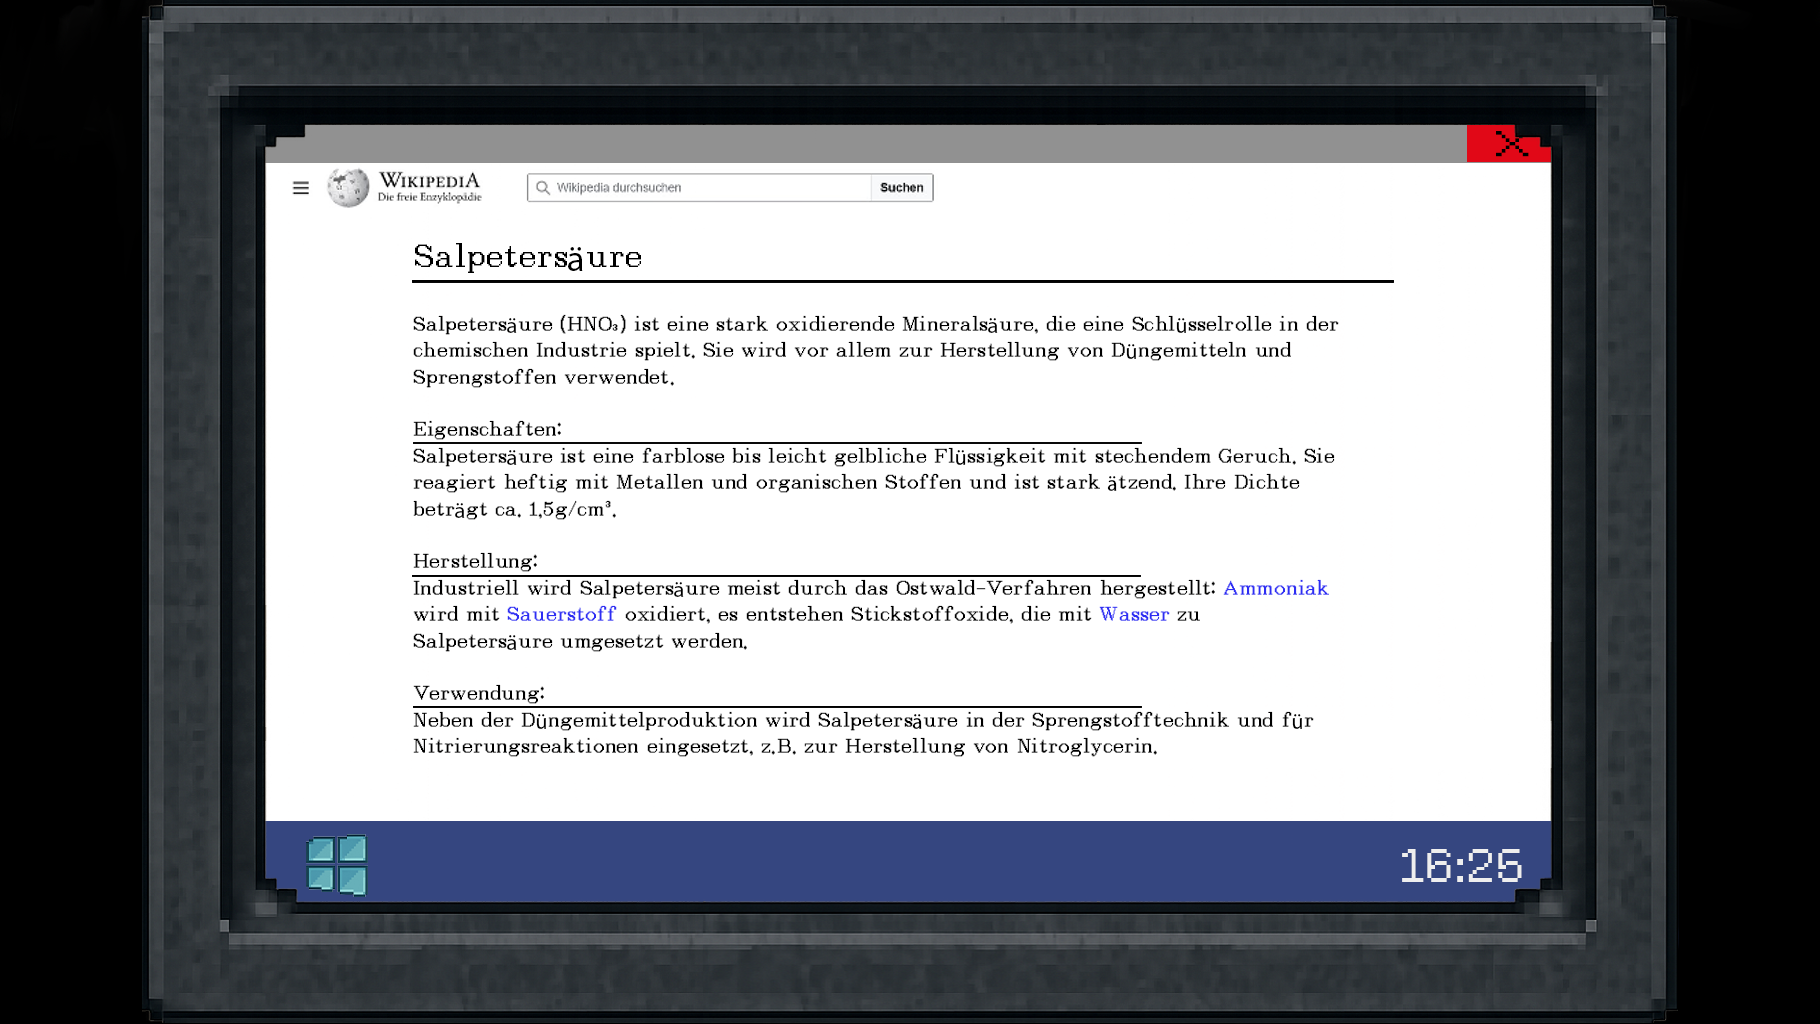 WIKIPEDIA
Die freie Enzyklopädie
Wikipedia durchsuchen
Suchen
Salpetersäure
Salpetersäure (HNO₃) ist eine stark oxidierende Mineralsäure, die eine Schlüsselrolle in der
chemischen Industrie spielt. Sie wird vor allem zur Herstellung von Düngemitteln und
Sprengstoffen verwendet.
Eigenschaften:
Salpetersäure ist eine farblose bis leicht gelbliche Flüssigkeit mit stechendem Geruch. Sie
reagiert heftig mit Metallen und organischen Stoffen und ist stark ätzend. Ihre Dichte
beträgt ca. 1,5g/cm³.
Herstellung:
Industriell wird Salpetersäure meist durch das Ostwald-Verfahren hergestellt: Ammoniak
wird mit Sauerstoff oxidiert, es entstehen Stickstoffoxide, die mit Wasser zu
Salpetersäure umgesetzt werden.
Verwendung:
Neben der Düngemittelproduktion wird Salpetersäure in der Sprengstofftechnik und für
Nitrierungsreaktionen eingesetzt, z.B. zur Herstellung von Nitroglycerin.
16:25